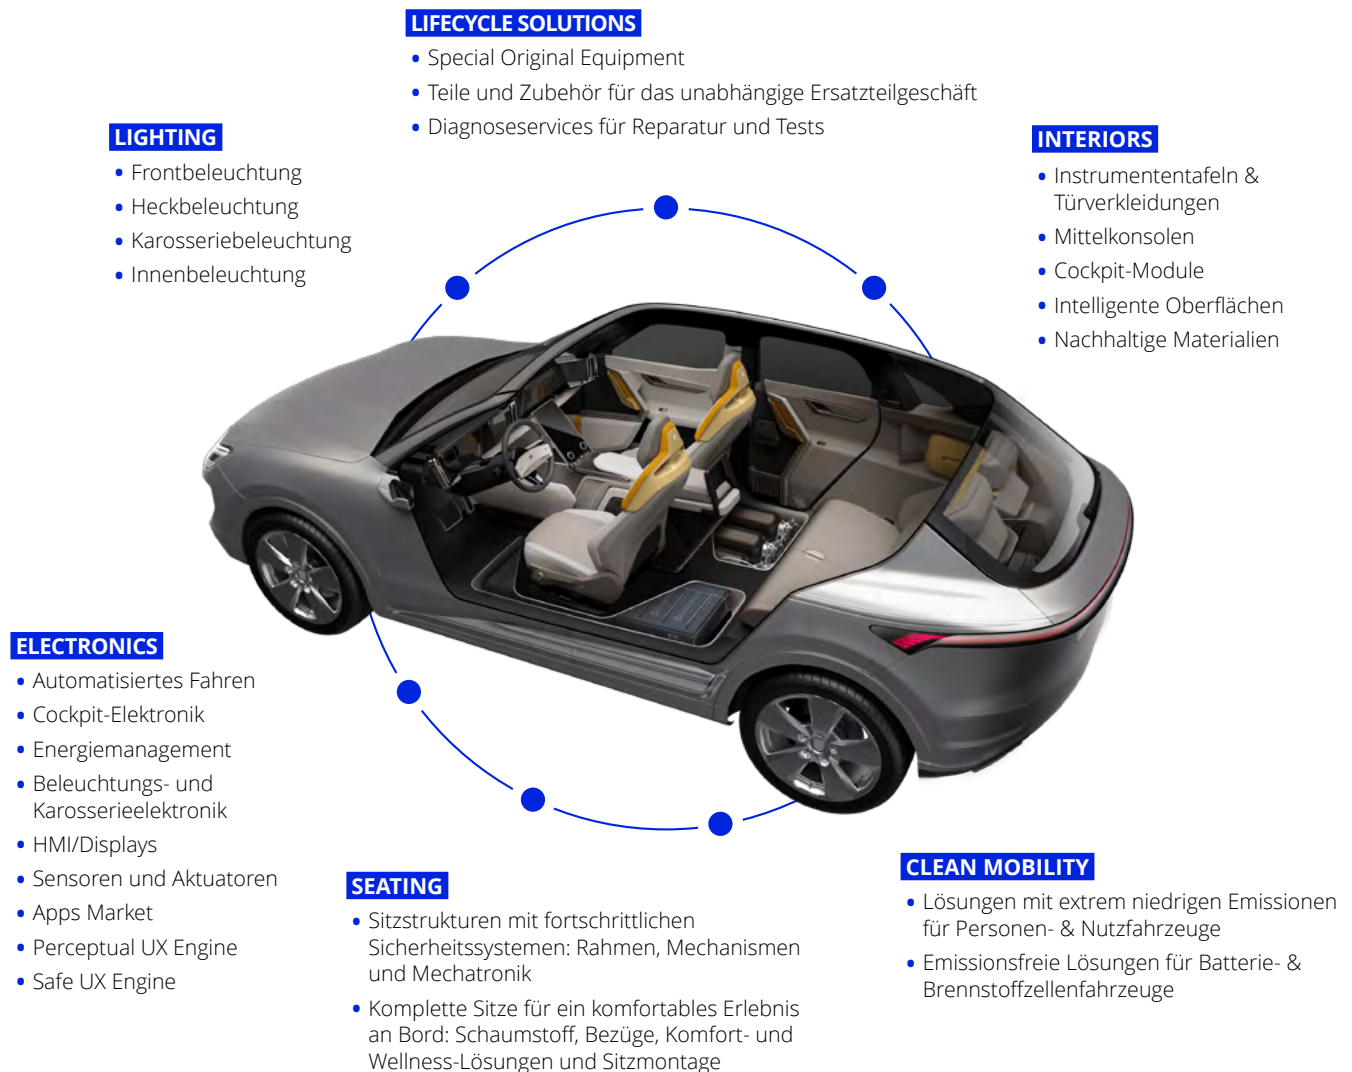 LIFECYCLE SOLUTIONS
• Special Original Equipment
• Teile und Zubehör für das unabhängige Ersatzteilgeschäft
• Diagnoseservices für Reparatur und Tests
LIGHTING
• Frontbeleuchtung
• Heckbeleuchtung
• Karosseriebeleuchtung
• Innenbeleuchtung
INTERIORS
• Instrumententafeln &
Türverkleidungen
• Mittelkonsolen
• Cockpit-Module
• Intelligente Oberflächen
• Nachhaltige Materialien
ELECTRONICS
• Automatisiertes Fahren
• Cockpit-Elektronik
• Energiemanagement
• Beleuchtungs- und
Karosserieelektronik
• HMI/Displays
• Sensoren und Aktuatoren
• Apps Market
• Perceptual UX Engine
• Safe UX Engine
SEATING
• Sitzstrukturen mit fortschrittlichen
Sicherheitssystemen: Rahmen, Mechanismen
und Mechatronik
• Komplette Sitze für ein komfortables Erlebnis
an Bord: Schaumstoff, Bezüge, Komfort- und
Wellness-Lösungen und Sitzmontage
CLEAN MOBILITY
• Lösungen mit extrem niedrigen Emissionen
für Personen- & Nutzfahrzeuge
• Emissionsfreie Lösungen für Batterie- &
Brennstoffzellenfahrzeuge